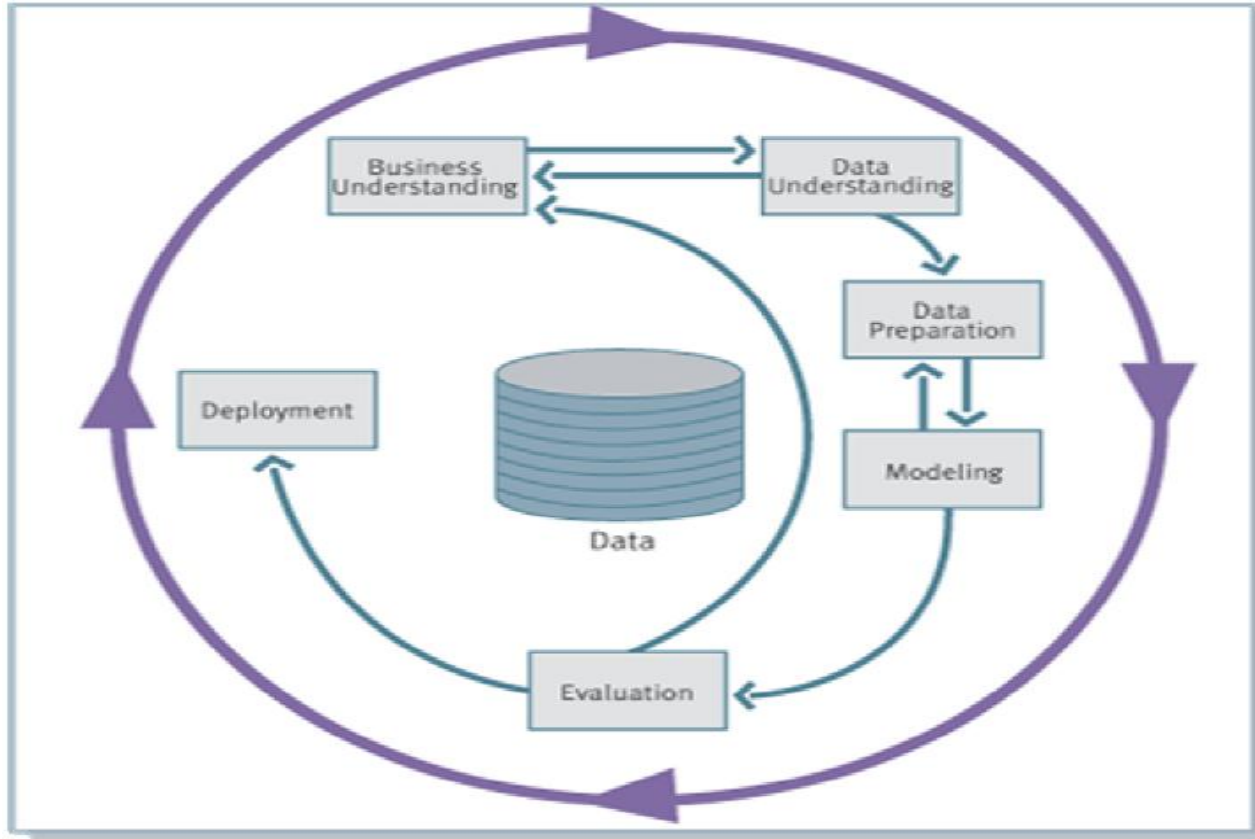 Business
Understanding
Data
Understanding
Data
Preparation
Deployment
Modeling
Data
Evaluation